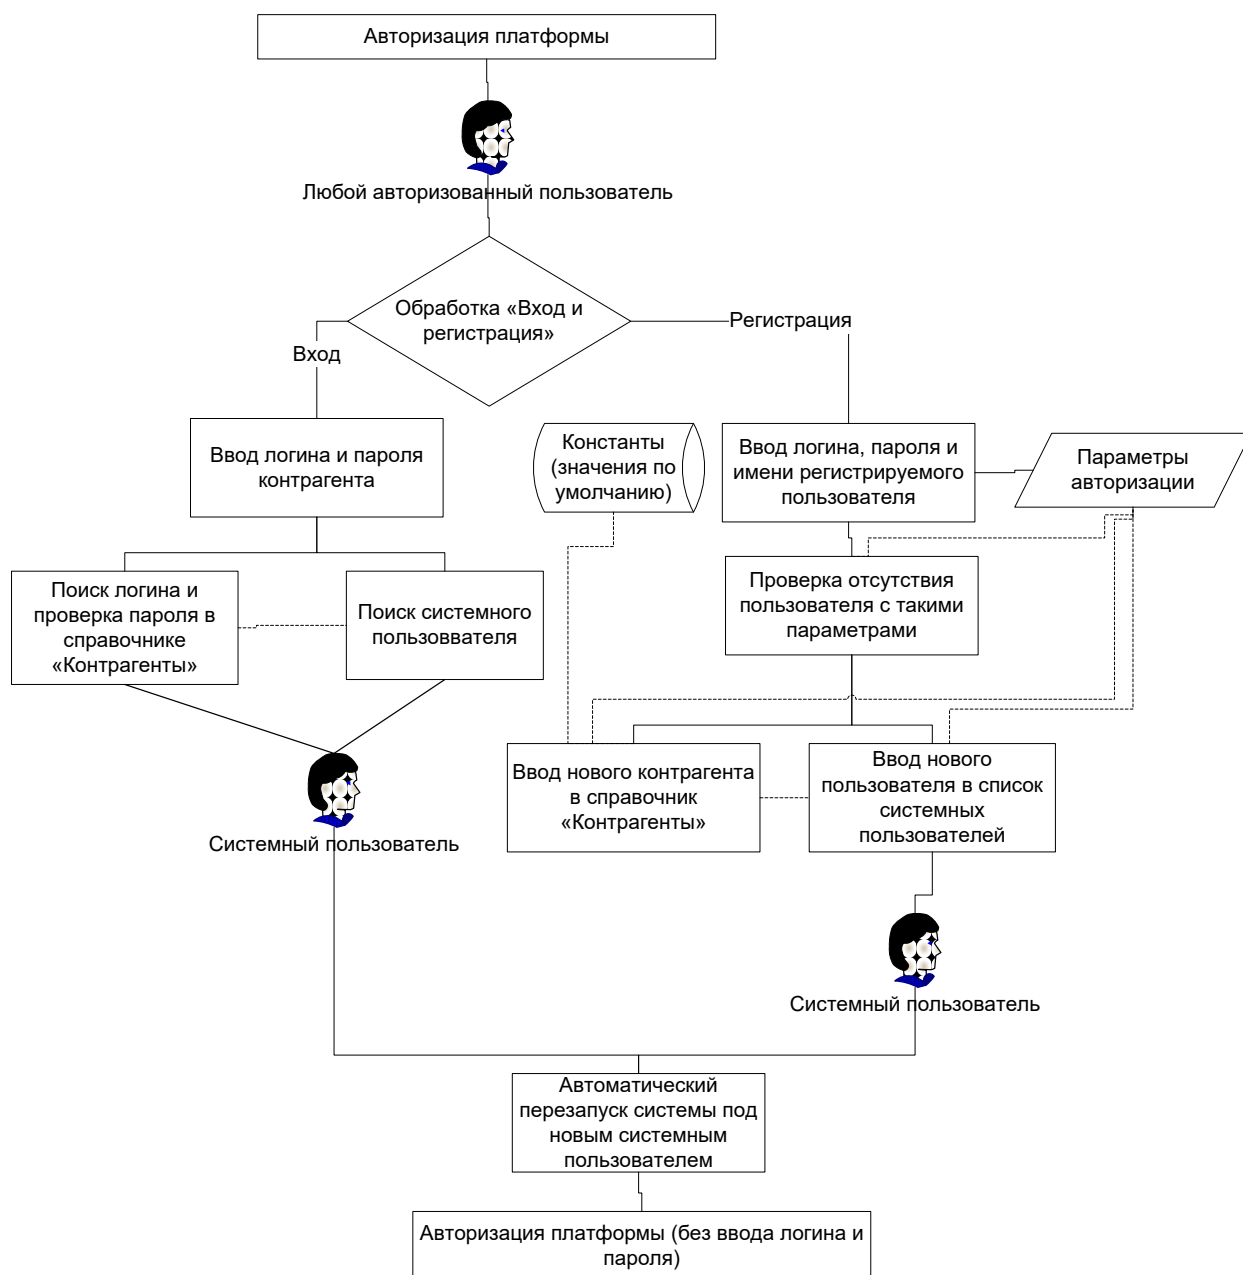 Авторизация платформы
Любой авторизованный пользователь
Обработка «Вход и
регистрация»
Регистрация
Вход
Ввод логина и пароля
контрагента
Константы
(значения по
умолчанию)
Ввод логина, пароля и
имени регистрируемого
пользователя
Параметры
авторизации
Поиск логина и
проверка пароля в
справочнике
«Контрагенты»
Поиск системного
пользоввателя
Проверка отсутствия
пользователя с такими
параметрами
Ввод нового контрагента
в справочник
«Контрагенты»
Ввод нового
пользователя в список
системных
пользователей
Системный пользователь
Системный пользователь
Автоматический
перезапуск системы под
новым системным
пользователем
Авторизация платформы (без ввода логина и
пароля)